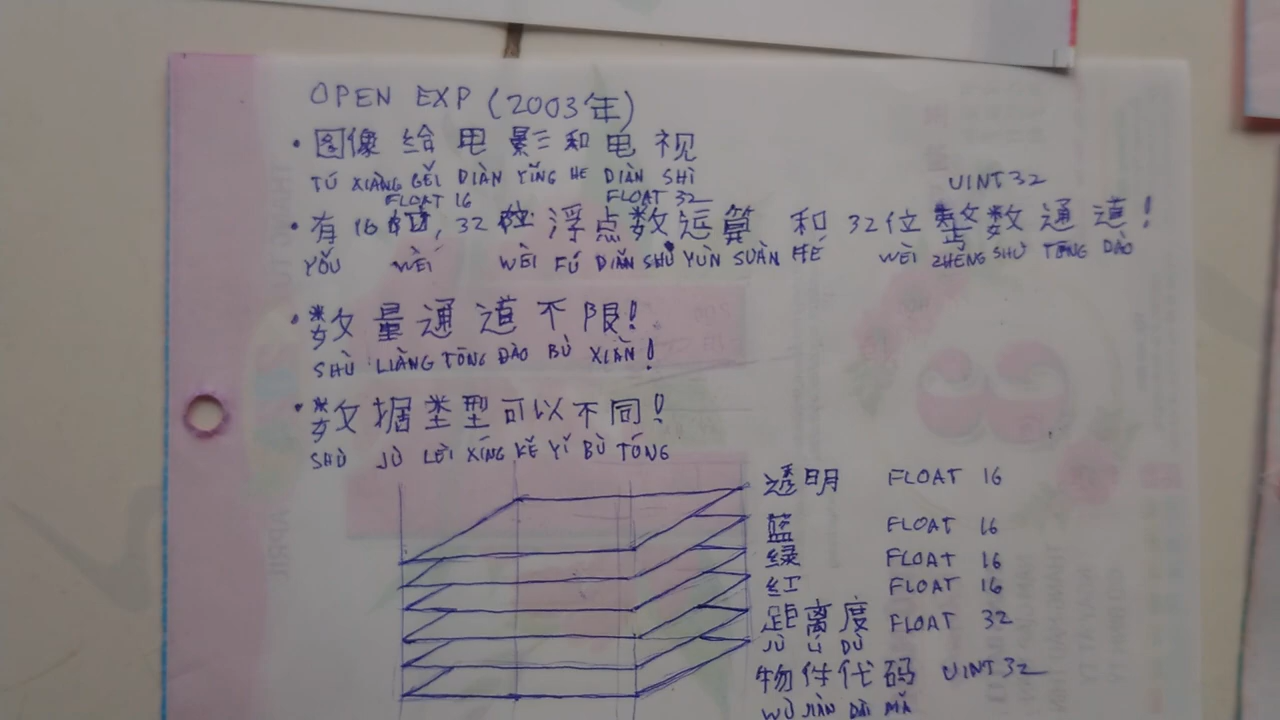 OPEN EXP (2003年)
• 图像给电影和电视
TÚ XIÀNG GĚI DIÀN YǏNG HE DIÀN SHÌ
FLOAT 16 FLOAT 32 UINT32
• 有 16 位, 32 位 浮点数运算 和 32位 整数通道!
YǑU WÈI WÈI FÚ DIǍN SHÙ YÙN SUÀN HÉ WÈI ZHĚNG SHÙ TŌNG DÀO
• 数量通道不限!
SHÙ LIÀNG TŌNG DÀO BÙ XIÀN!
• 数据类型可以不同!
SHÙ JÙ LÈI XÍNG KĚ YǏ BÙ TÓNG
透明 FLOAT 16
蓝 FLOAT 16
绿 FLOAT 16
红 FLOAT 16
距离度 FLOAT 32
JÙ LÍ DÙ
物件代码 UINT32
WÙ JIÀN DÀI MǍ